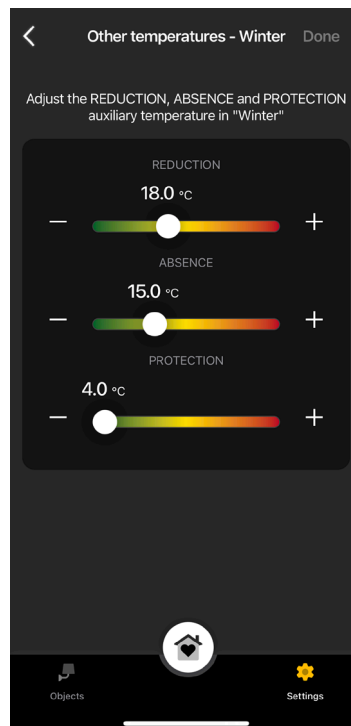 Other temperatures - Winter Done
Adjust the REDUCTION, ABSENCE and PROTECTION
auxiliary temperature in "Winter"
REDUCTION
18.0 °C
− +
ABSENCE
15.0 °C
− +
PROTECTION
4.0 °C
− +
Objects Settings